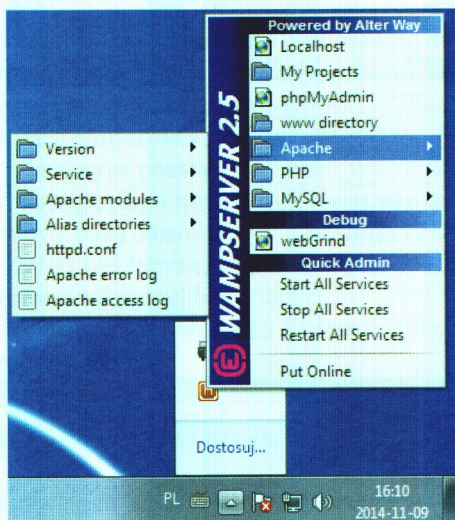 Powered by Alter Way
Localhost
My Projects
phpMyAdmin
www directory
Apache
PHP
MySQL
Debug
webGrind
Quick Admin
Start All Services
Stop All Services
Restart All Services
Put Online
WAMPSERVER 2.5
Version
Service
Apache modules
Alias directories
httpd.conf
Apache error log
Apache access log
Dostosuj...
PL
16:10
2014-11-09